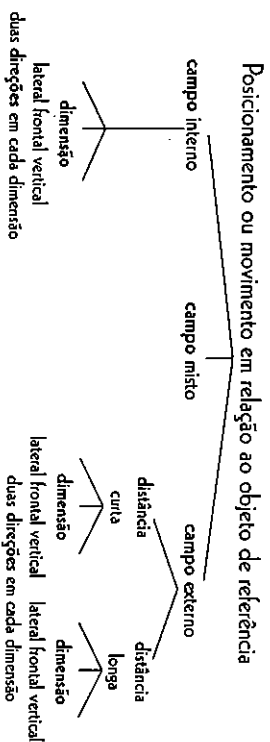 Posicionamento ou movimento em relação ao objeto de referência
campo interno
campo misto
campo externo
dimensão
lateral frontal vertical
duas direções em cada dimensão
distância
curta
distância
longa
dimensão
dimensão
lateral frontal vertical
lateral frontal vertical
duas direções em cada dimensão